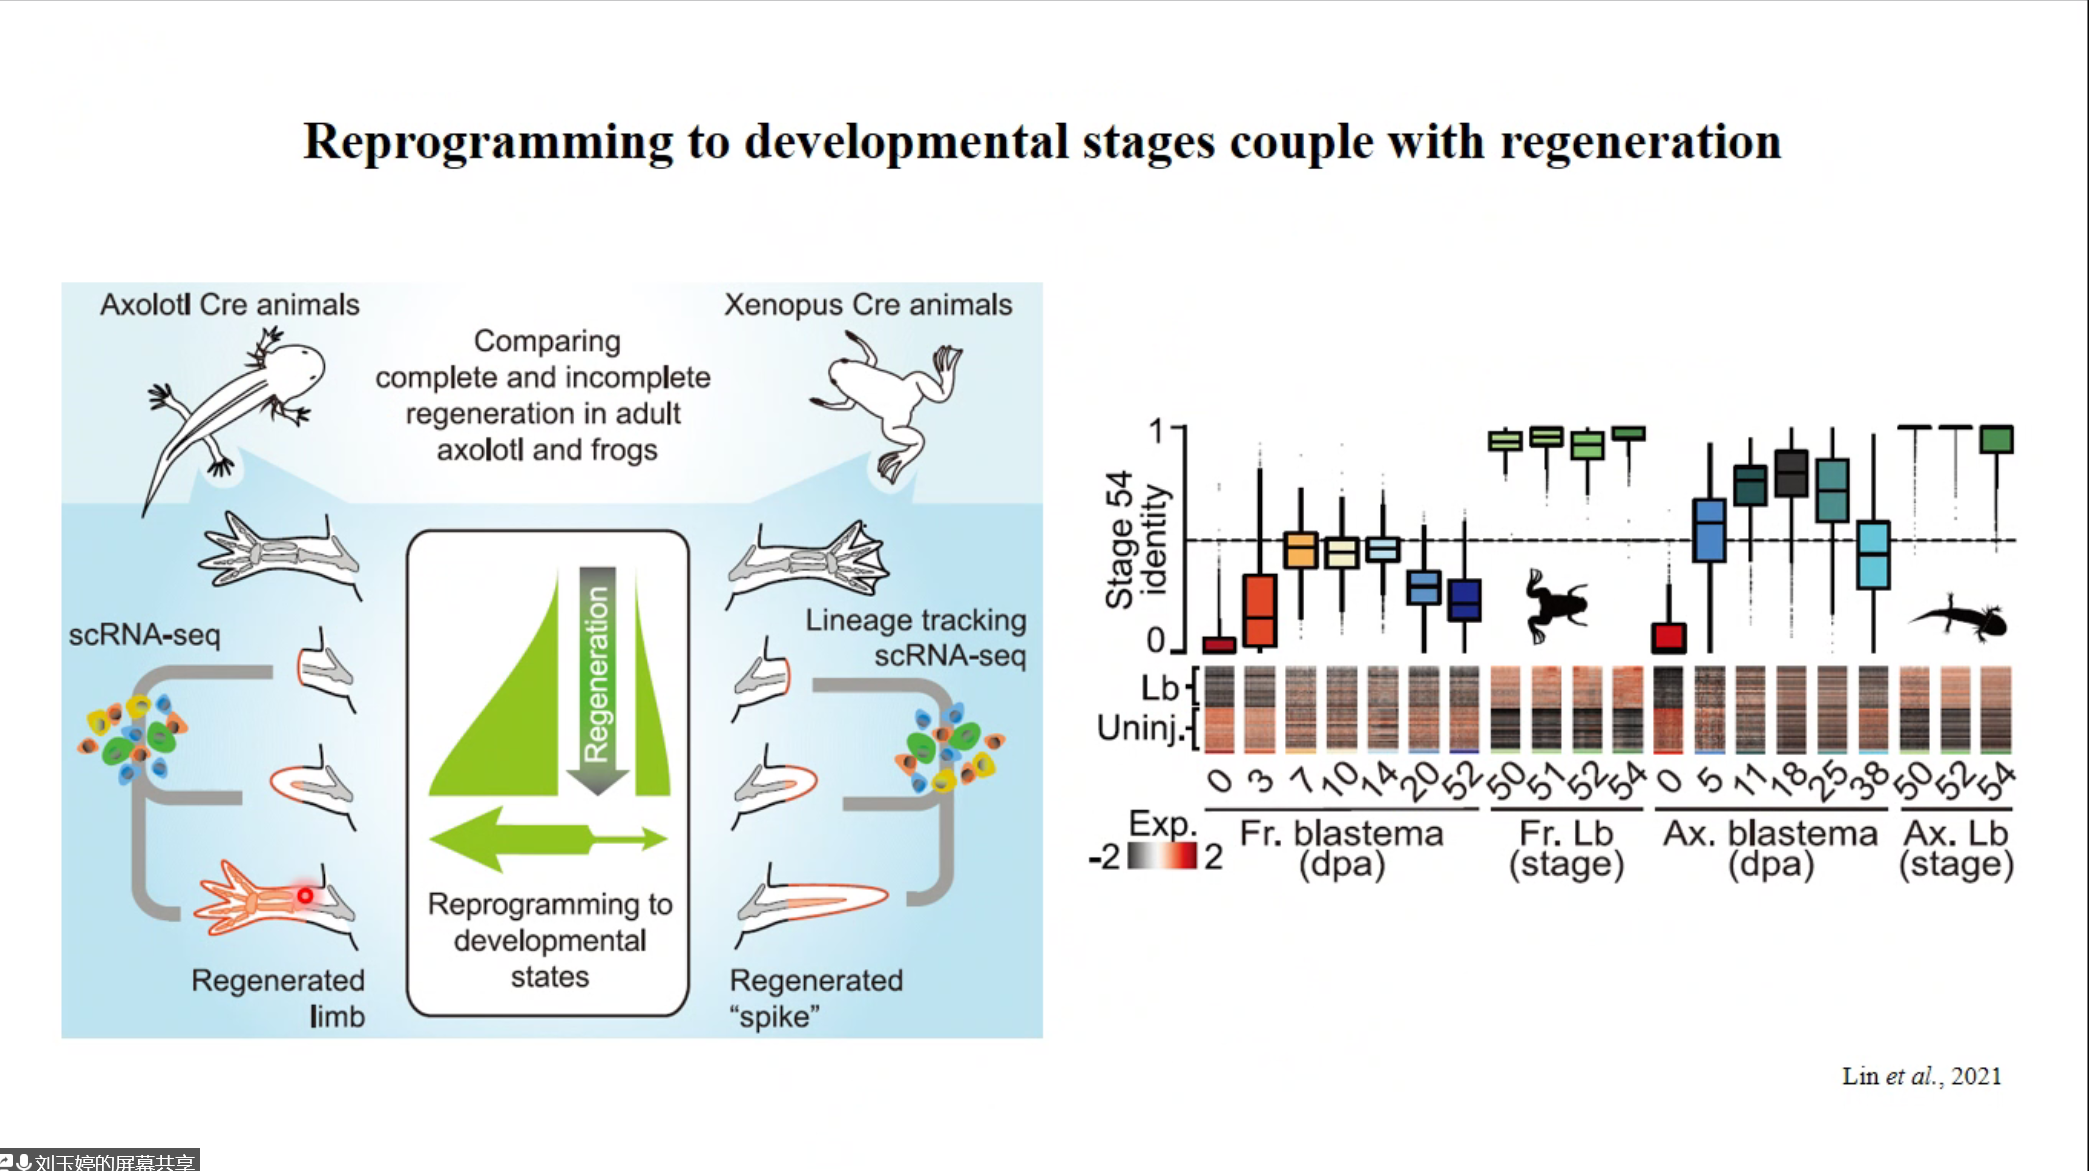 Reprogramming to developmental stages couple with regeneration
Axolotl Cre animals
Xenopus Cre animals
Comparing
complete and incomplete
regeneration in adult
axolotl and frogs
scRNA-seq
Lineage tracking
scRNA-seq
Regeneration
Reprogramming to
developmental
states
Regenerated
limb
Regenerated
“spike”
Stage 54
identity
1
0
Lb
Uninj.
0 3 7 10 14 20 52 50 51 52 54 0 5 11 18 25 38 50 52 54
Exp.
-2 2
Fr. blastema
(dpa)
Fr. Lb
(stage)
Ax. blastema
(dpa)
Ax. Lb
(stage)
Lin et al., 2021
刘玉婷的屏幕共享